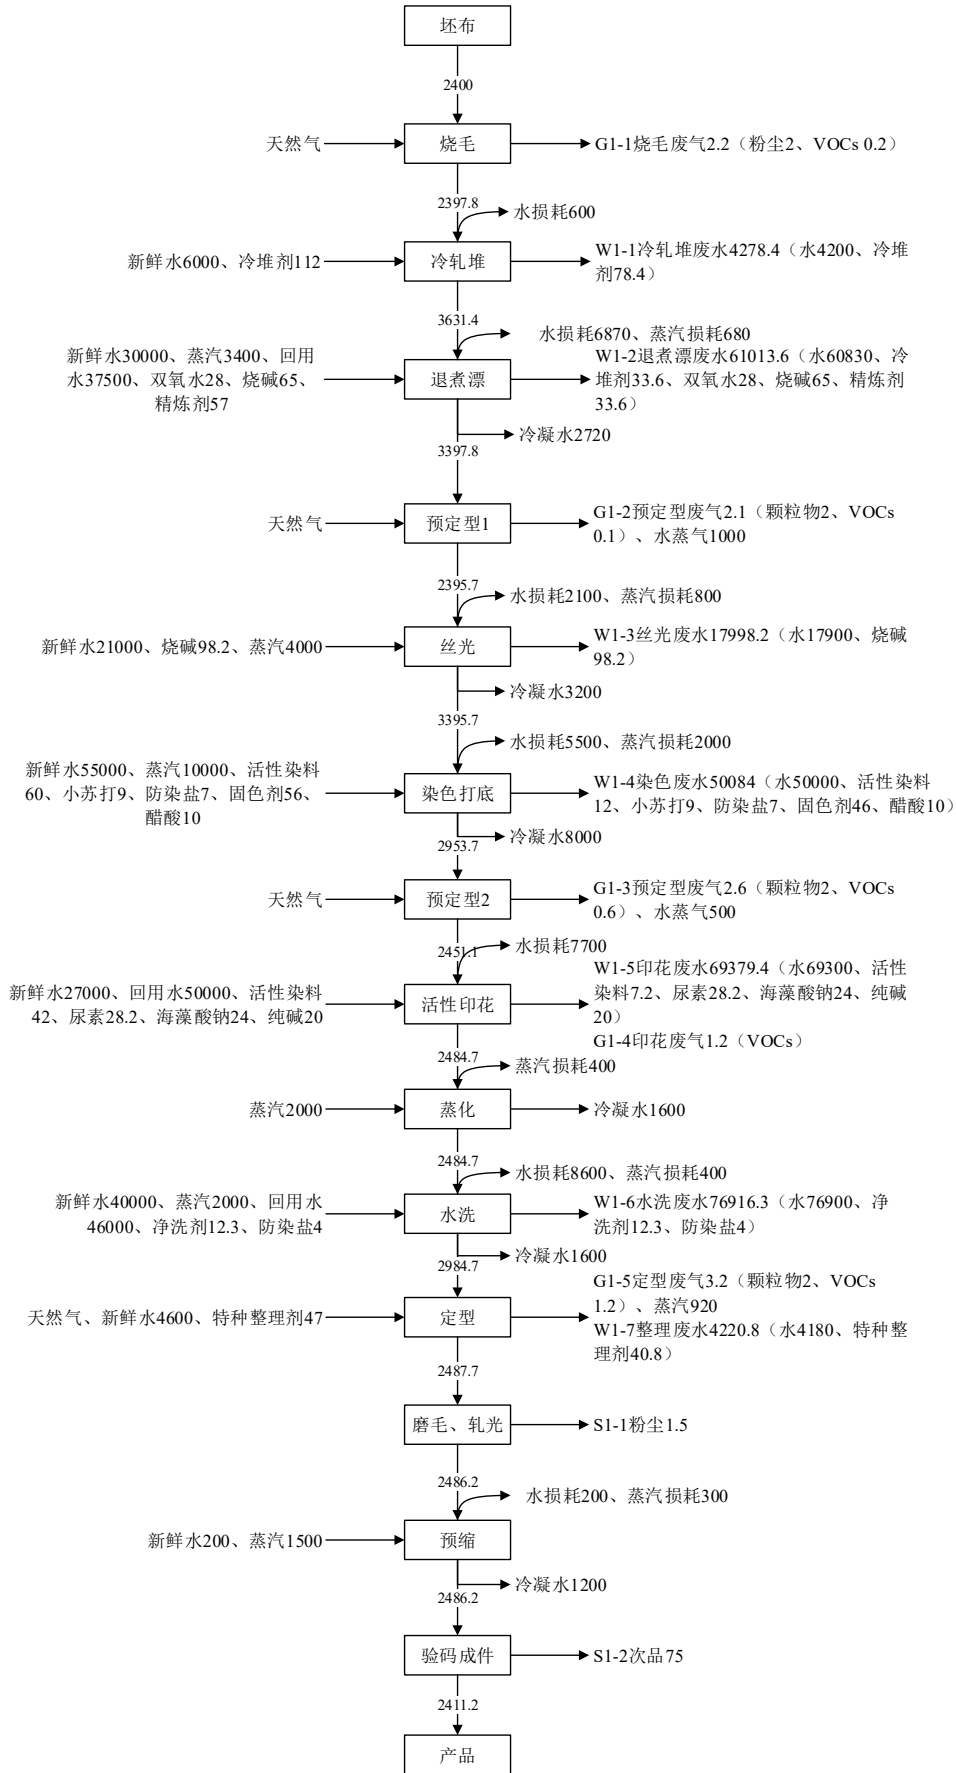 坯布
2400
天然气
烧毛
G1-1烧毛废气2.2（粉尘2、VOCs 0.2）
2397.8
水损耗600
新鲜水6000、冷堆剂112
冷轧堆
W1-1冷轧堆废水4278.4（水4200、冷堆
剂78.4）
3631.4
水损耗6870、蒸汽损耗680
新鲜水30000、蒸汽3400、回用
水37500、双氧水28、烧碱65、
精炼剂57
退煮漂
W1-2退煮漂废水61013.6（水60830、冷
堆剂33.6、双氧水28、烧碱65、精炼剂
33.6）
冷凝水2720
3397.8
天然气
预定型1
G1-2预定型废气2.1（颗粒物2、VOCs
0.1）、水蒸气1000
2395.7
水损耗2100、蒸汽损耗800
新鲜水21000、烧碱98.2、蒸汽4000
丝光
W1-3丝光废水17998.2（水17900、烧碱
98.2）
冷凝水3200
3395.7
水损耗5500、蒸汽损耗2000
新鲜水55000、蒸汽10000、活性染料
60、小苏打9、防染盐7、固色剂56、
醋酸10
染色打底
W1-4染色废水50084（水50000、活性染料
12、小苏打9、防染盐7、固色剂46、醋酸10）
冷凝水8000
2953.7
天然气
预定型2
G1-3预定型废气2.6（颗粒物2、VOCs
0.6）、水蒸气500
2451.1
水损耗7700
新鲜水27000、回用水50000、活性染料
42、尿素28.2、海藻酸钠24、纯碱20
活性印花
W1-5印花废水69379.4（水69300、活性
染料7.2、尿素28.2、海藻酸钠24、纯碱
20）
G1-4印花废气1.2（VOCs）
2484.7
蒸汽损耗400
蒸汽2000
蒸化
冷凝水1600
2484.7
水损耗8600、蒸汽损耗400
新鲜水40000、蒸汽2000、回用水
46000、净洗剂12.3、防染盐4
水洗
W1-6水洗废水76916.3（水76900、净
洗剂12.3、防染盐4）
冷凝水1600
2984.7
天然气、新鲜水4600、特种整理剂47
定型
G1-5定型废气3.2（颗粒物2、VOCs
1.2）、蒸汽920
W1-7整理废水4220.8（水4180、特种整
理剂40.8）
2487.7
磨毛、轧光
S1-1粉尘1.5
2486.2
水损耗200、蒸汽损耗300
新鲜水200、蒸汽1500
预缩
冷凝水1200
2486.2
验码成件
S1-2次品75
2411.2
产品